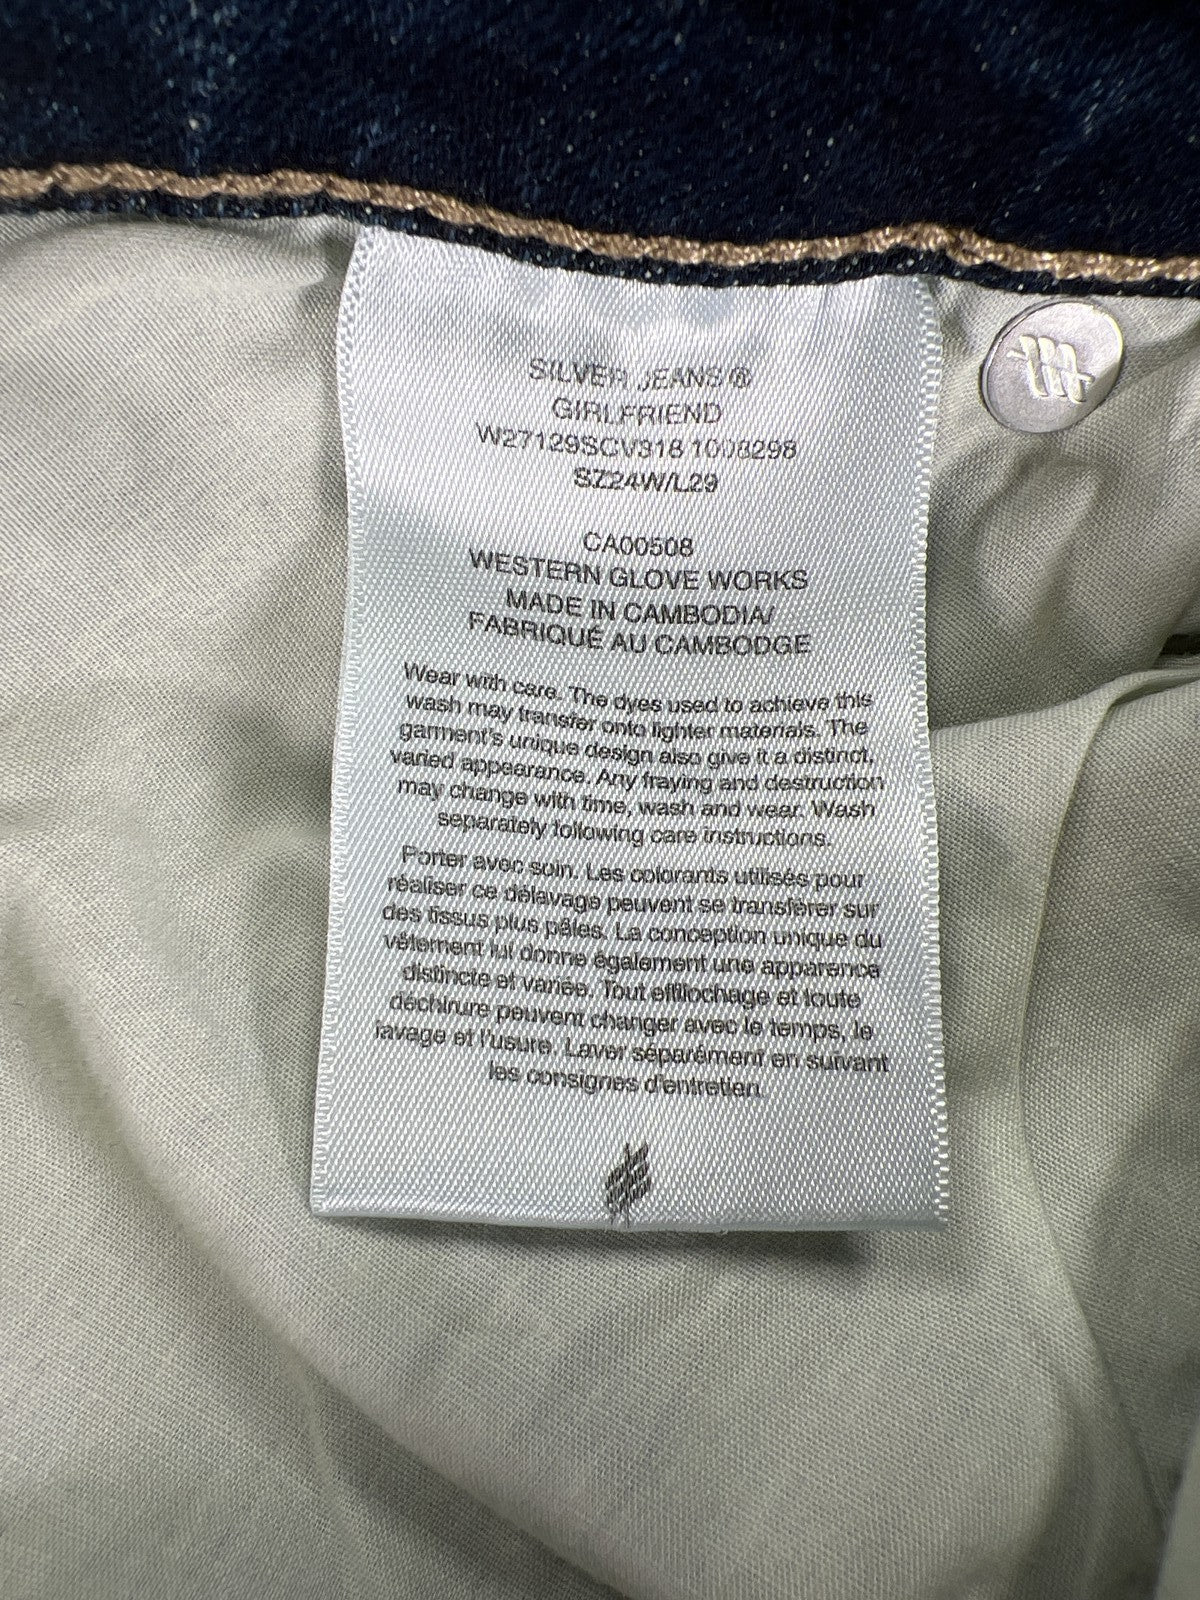 SILVER JEANS®
GIRLFRIEND
W27129SCV318 1008298
SZ24W/L29
CA00508
WESTERN GLOVE WORKS
MADE IN CAMBODIA/
FABRIQUÉ AU CAMBODGE
Wear with care. The dyes used to achieve this
wash may transfer onto lighter materials. The
garment's unique design also give it a distinct,
varied appearance. Any fraying and destruction
may change with time, wash and wear. Wash
separately following care instructions.
Porter avec soin. Les colorants utilisés pour
réaliser ce délavage peuvent se transférer sur
des tissus plus pâles. La conception unique du
vêtement lui donne également une apparence
distincte et variée. Tout effilochage et toute
déchirure peuvent changer avec le temps, le
lavage et l'usure. Laver séparément en suivant
les consignes d'entretien.